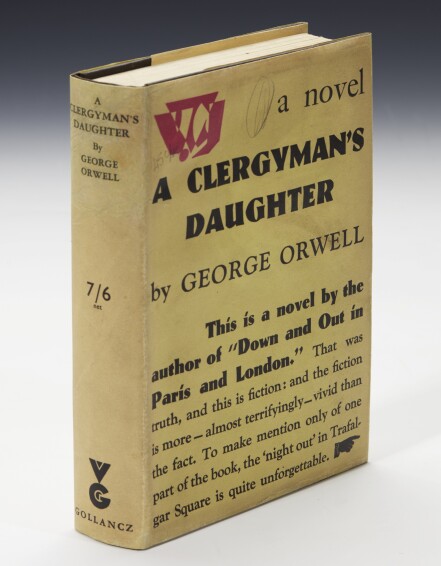 A
CLERGYMAN'S
DAUGHTER
By
GEORGE
ORWELL
7/6
net
VG
GOLLANCZ
VG
a novel
A CLERGYMAN'S
DAUGHTER
by GEORGE ORWELL
This is a novel by the
author of "Down and Out in
Paris and London." That was
truth, and this is fiction: and the fiction
is more—almost terrifyingly—vivid than
the fact. To make mention only of one
part of the book, the 'night out' in Trafal-
gar Square is quite unforgettable.